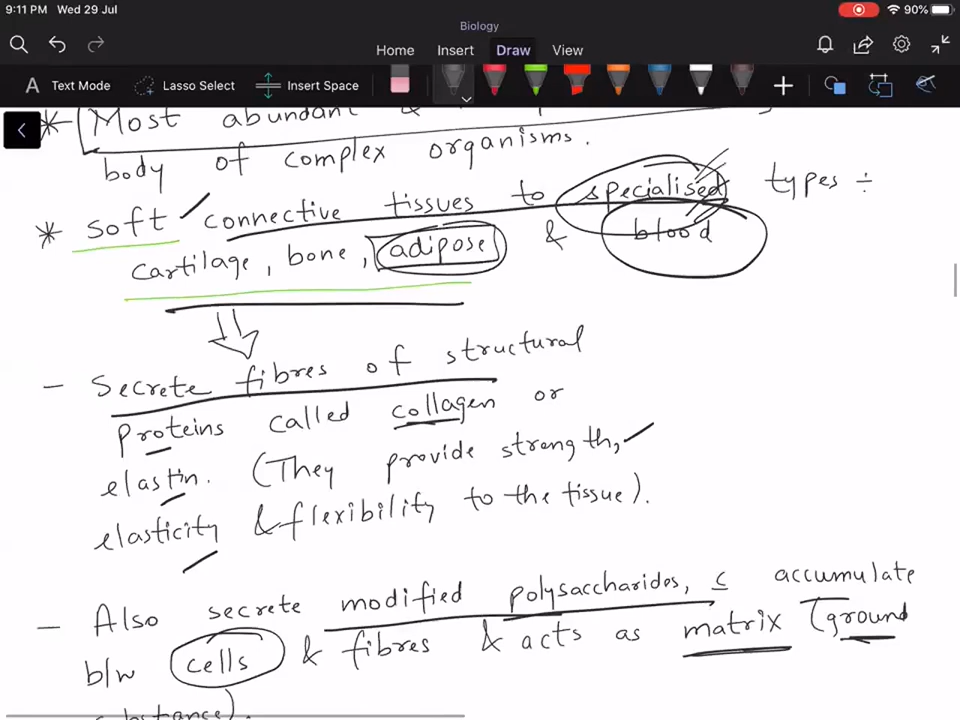 9:11 PM Wed 29 Jul
90%
Biology
Home Insert Draw View
Text Mode Lasso Select Insert Space
* Most abundant &
body of complex organisms.
* Soft connective tissues to specialised types ÷
cartilage, bone, adipose & blood
- Secrete fibres of structural
proteins called collagen or
elastin. (They provide strength,
elasticity & flexibility to the tissue).
- Also secrete modified polysaccharides, accumulate
b/w cells & fibres & acts as matrix (ground
substance).